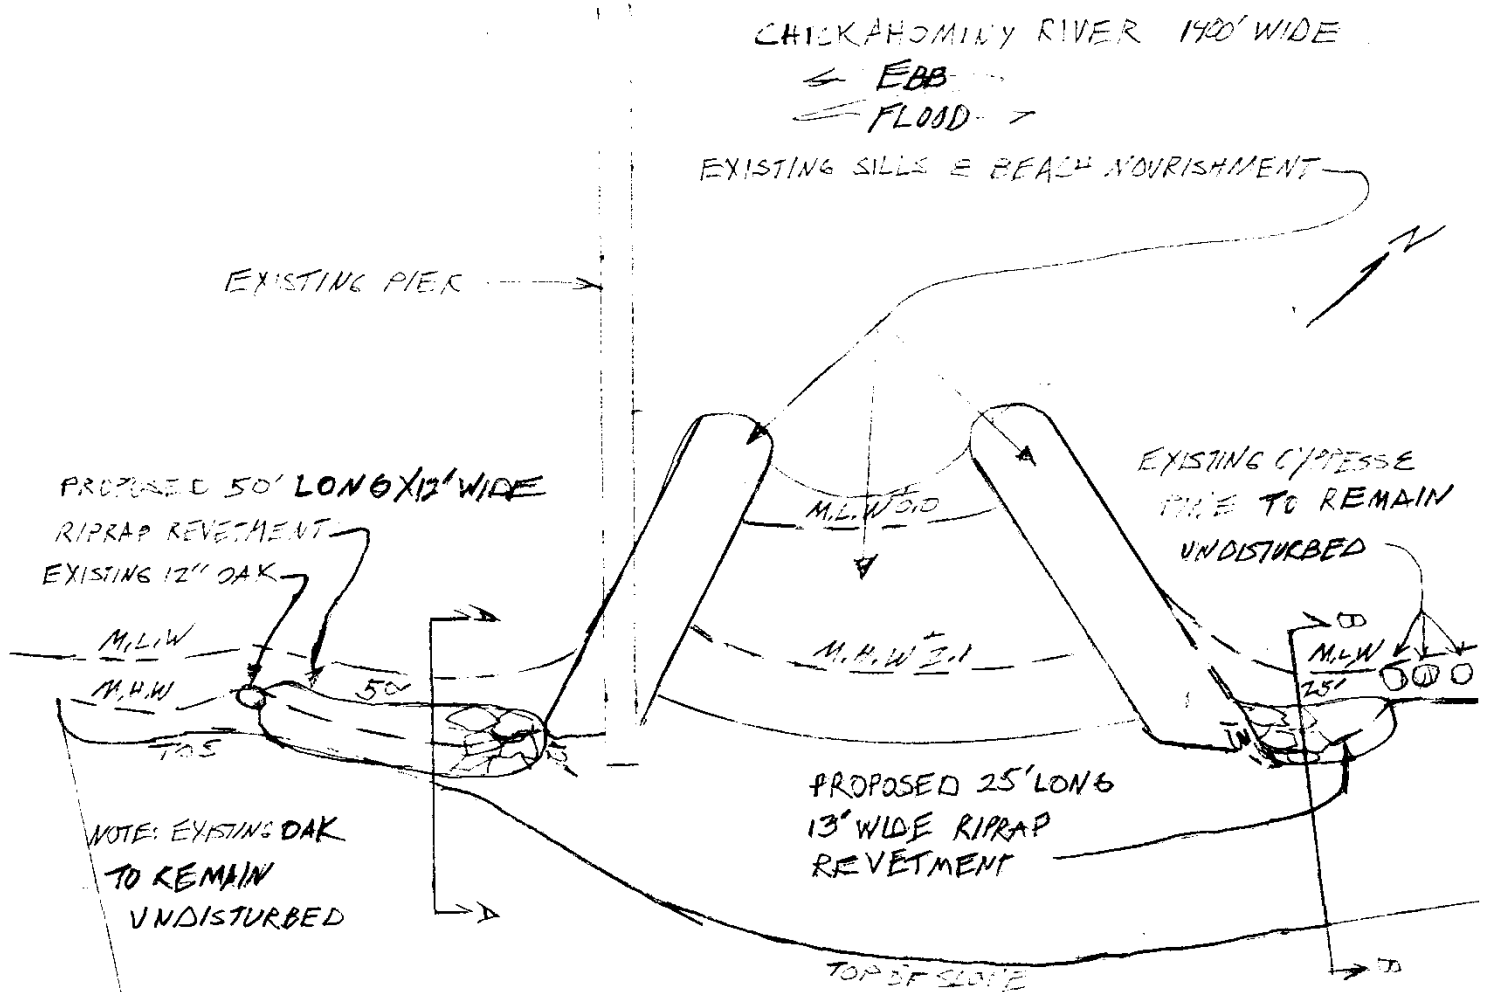 CHICKAHOMINY RIVER 1400' WIDE
EBB
FLOOD
EXISTING SILLS & BEACH NOURISHMENT
N
EXISTING PIER
PROPOSED 50' LONG X 12' WIDE
RIPRAP REVETMENT
EXISTING 12" OAK
M.L.W
M.H.W
50'
TOS
A
A
NOTE: EXISTING OAK
TO REMAIN
UNDISTURBED
M.L.W ± 0.0
M.H.W ± 2.1
EXISTING CYPRESSE
TO REMAIN
UNDISTURBED
B
M.L.W
25'
PROPOSED 25' LONG
13' WIDE RIPRAP
REVETMENT
TOP OF SLOPE
B